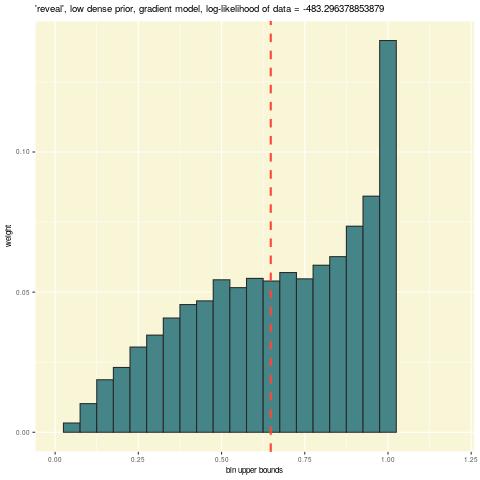 'reveal', low dense prior, gradient model, log-likelihood of data = -483.296378853879
0.10
0.05
0.00
weight
0.00 0.25 0.50 0.75 1.00 1.25
bin upper bounds